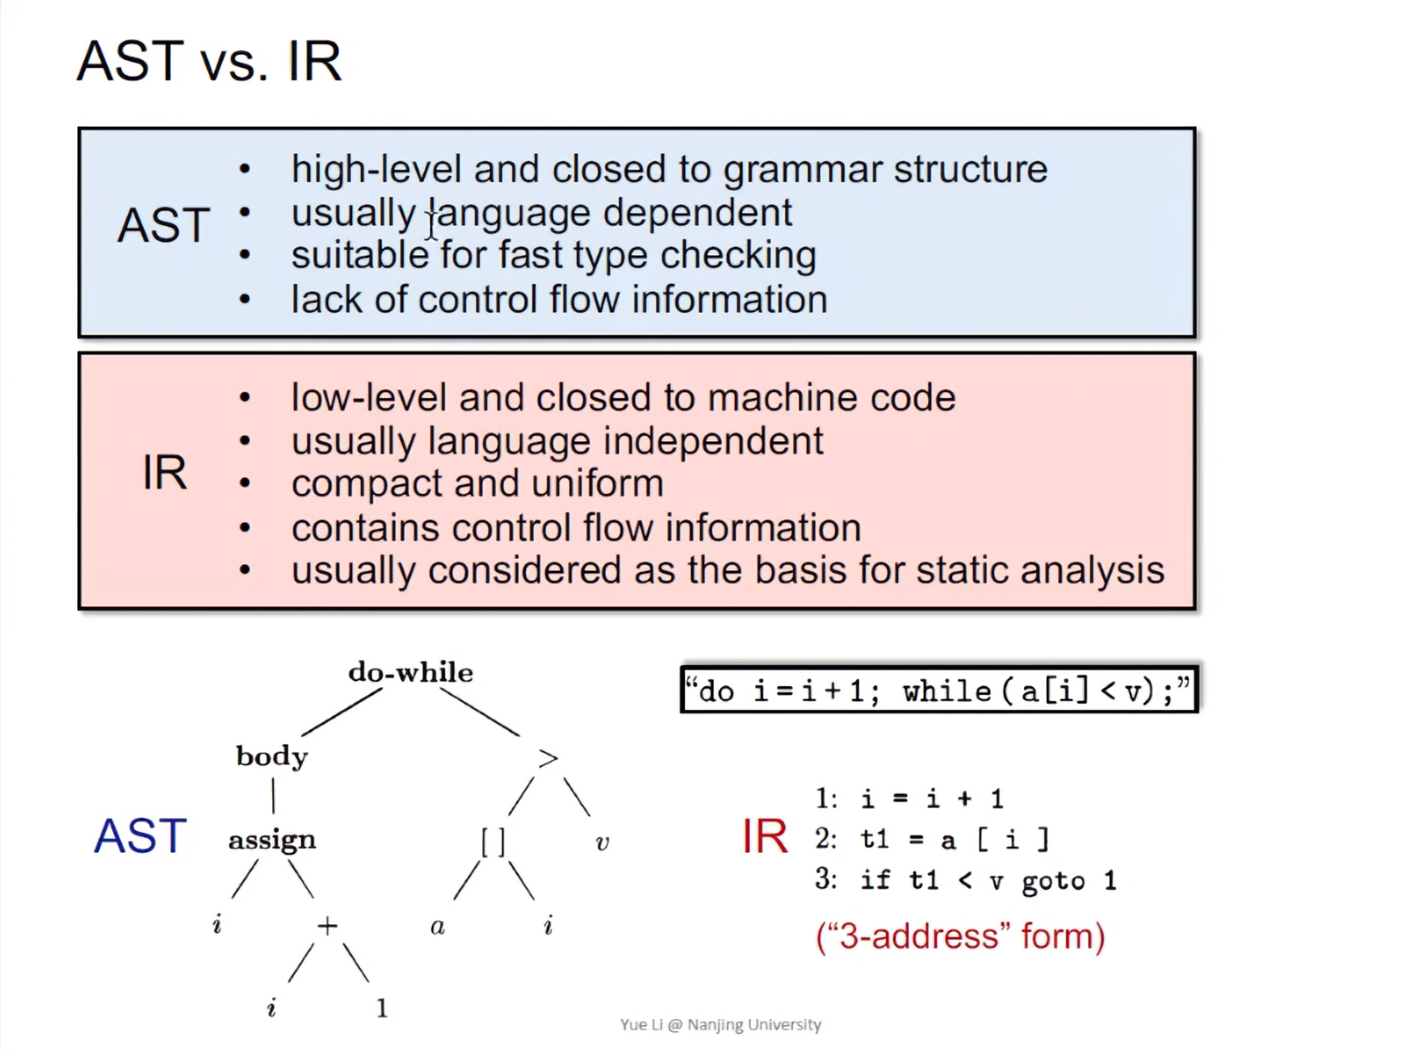 AST vs. IR
AST
• high-level and closed to grammar structure
• usually language dependent
• suitable for fast type checking
• lack of control flow information
IR
• low-level and closed to machine code
• usually language independent
• compact and uniform
• contains control flow information
• usually considered as the basis for static analysis
do-while
body >
assign [ ] v
i + a i
i 1
AST
“do i=i+1; while(a[i]<v);”
IR
1: i = i + 1
2: t1 = a [ i ]
3: if t1 < v goto 1
(“3-address” form)
Yue Li @ Nanjing University